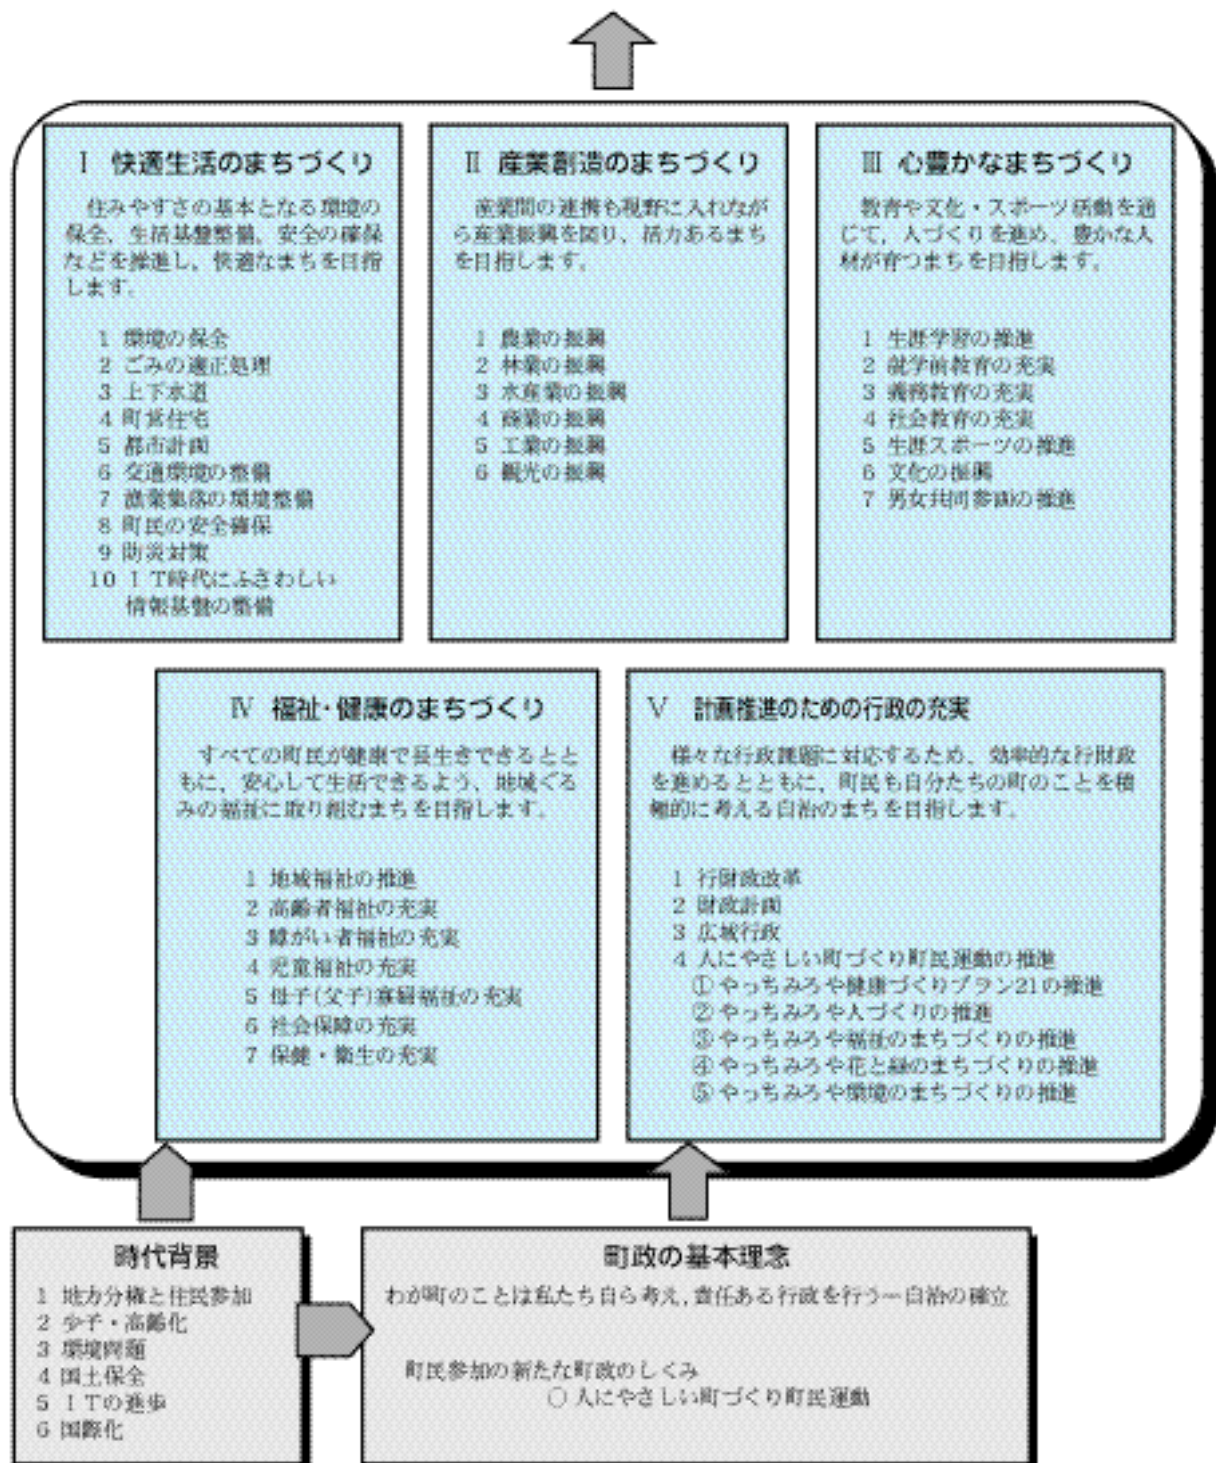 Ⅰ 快適生活のまちづくり
住みやすさの基本となる環境の
保全、生活基盤整備、安全の確保
などを推進し、快適なまちを目指
します。
1 環境の保全
2 ごみの適正処理
3 上下水道
4 町営住宅
5 都市計画
6 交通環境の整備
7 漁業集落の環境整備
8 町民の安全確保
9 防災対策
10 IT時代にふさわしい
情報基盤の整備
Ⅱ 産業創造のまちづくり
産業間の連携も視野に入れなが
ら産業振興を図り、活力あるまち
を目指します。
1 農業の振興
2 林業の振興
3 水産業の振興
4 商業の振興
5 工業の振興
6 観光の振興
Ⅲ 心豊かなまちづくり
教育や文化・スポーツ活動を通
じて、人づくりを進め、豊かな人
材が育つまちを目指します。
1 生涯学習の推進
2 就学前教育の充実
3 義務教育の充実
4 社会教育の充実
5 生涯スポーツの推進
6 文化の振興
7 男女共同参画の推進
Ⅳ 福祉・健康のまちづくり
すべての町民が健康で長生きできるとと
もに、安心して生活できるよう、地域ぐる
みの福祉に取り組むまちを目指します。
1 地域福祉の推進
2 高齢者福祉の充実
3 障がい者福祉の充実
4 児童福祉の充実
5 母子(父子)寡婦福祉の充実
6 社会保障の充実
7 保健・衛生の充実
Ⅴ 計画推進のための行政の充実
様々な行政課題に対応するため、効率的な行財政
を進めるとともに、町民も自分たちの町のことを積
極的に考える自治のまちを目指します。
1 行財政改革
2 財政計画
3 広域行政
4 人にやさしい町づくり町民運動の推進
①やっちみろや健康づくりプラン21の推進
②やっちみろや人づくりの推進
③やっちみろや福祉のまちづくりの推進
④やっちみろや花と緑のまちづくりの推進
⑤やっちみろや環境のまちづくりの推進
時代背景
1 地方分権と住民参加
2 少子・高齢化
3 環境問題
4 国土保全
5 ITの進歩
6 国際化
町政の基本理念
わが町のことは私たち自ら考え,責任ある行政を行う―自治の確立
町民参加の新たな町政のしくみ
○人にやさしい町づくり町民運動